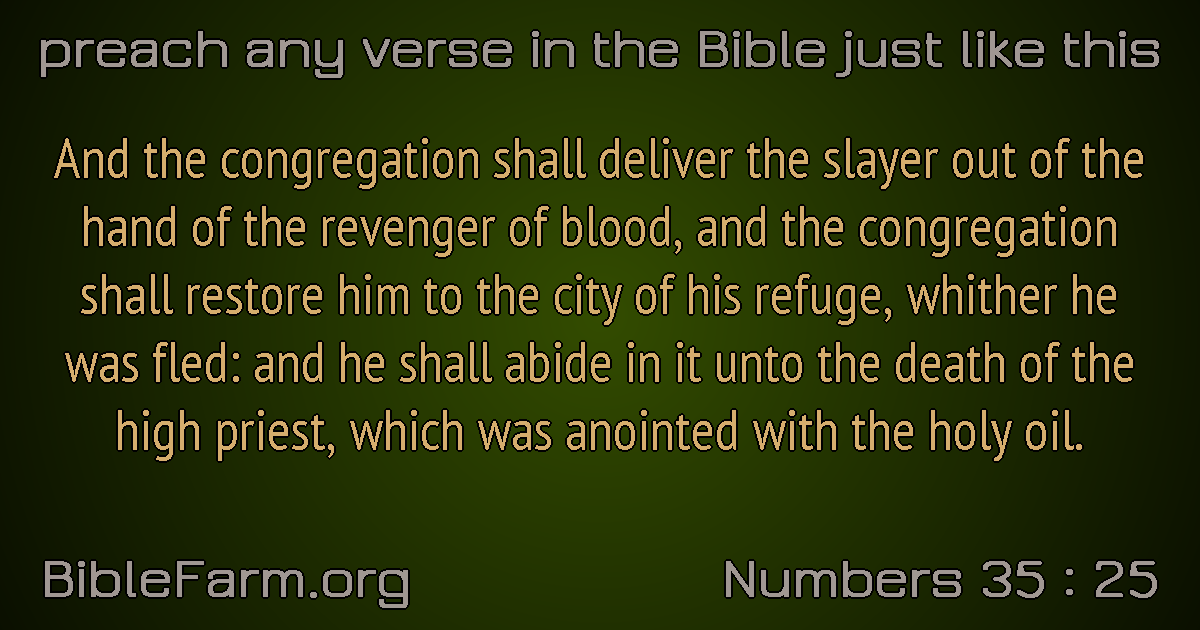 preach any verse in the Bible just like this
And the congregation shall deliver the slayer out of the
hand of the revenger of blood, and the congregation
shall restore him to the city of his refuge, whither he
was fled: and he shall abide in it unto the death of the
high priest, which was anointed with the holy oil.
BibleFarm.org
Numbers 35 : 25